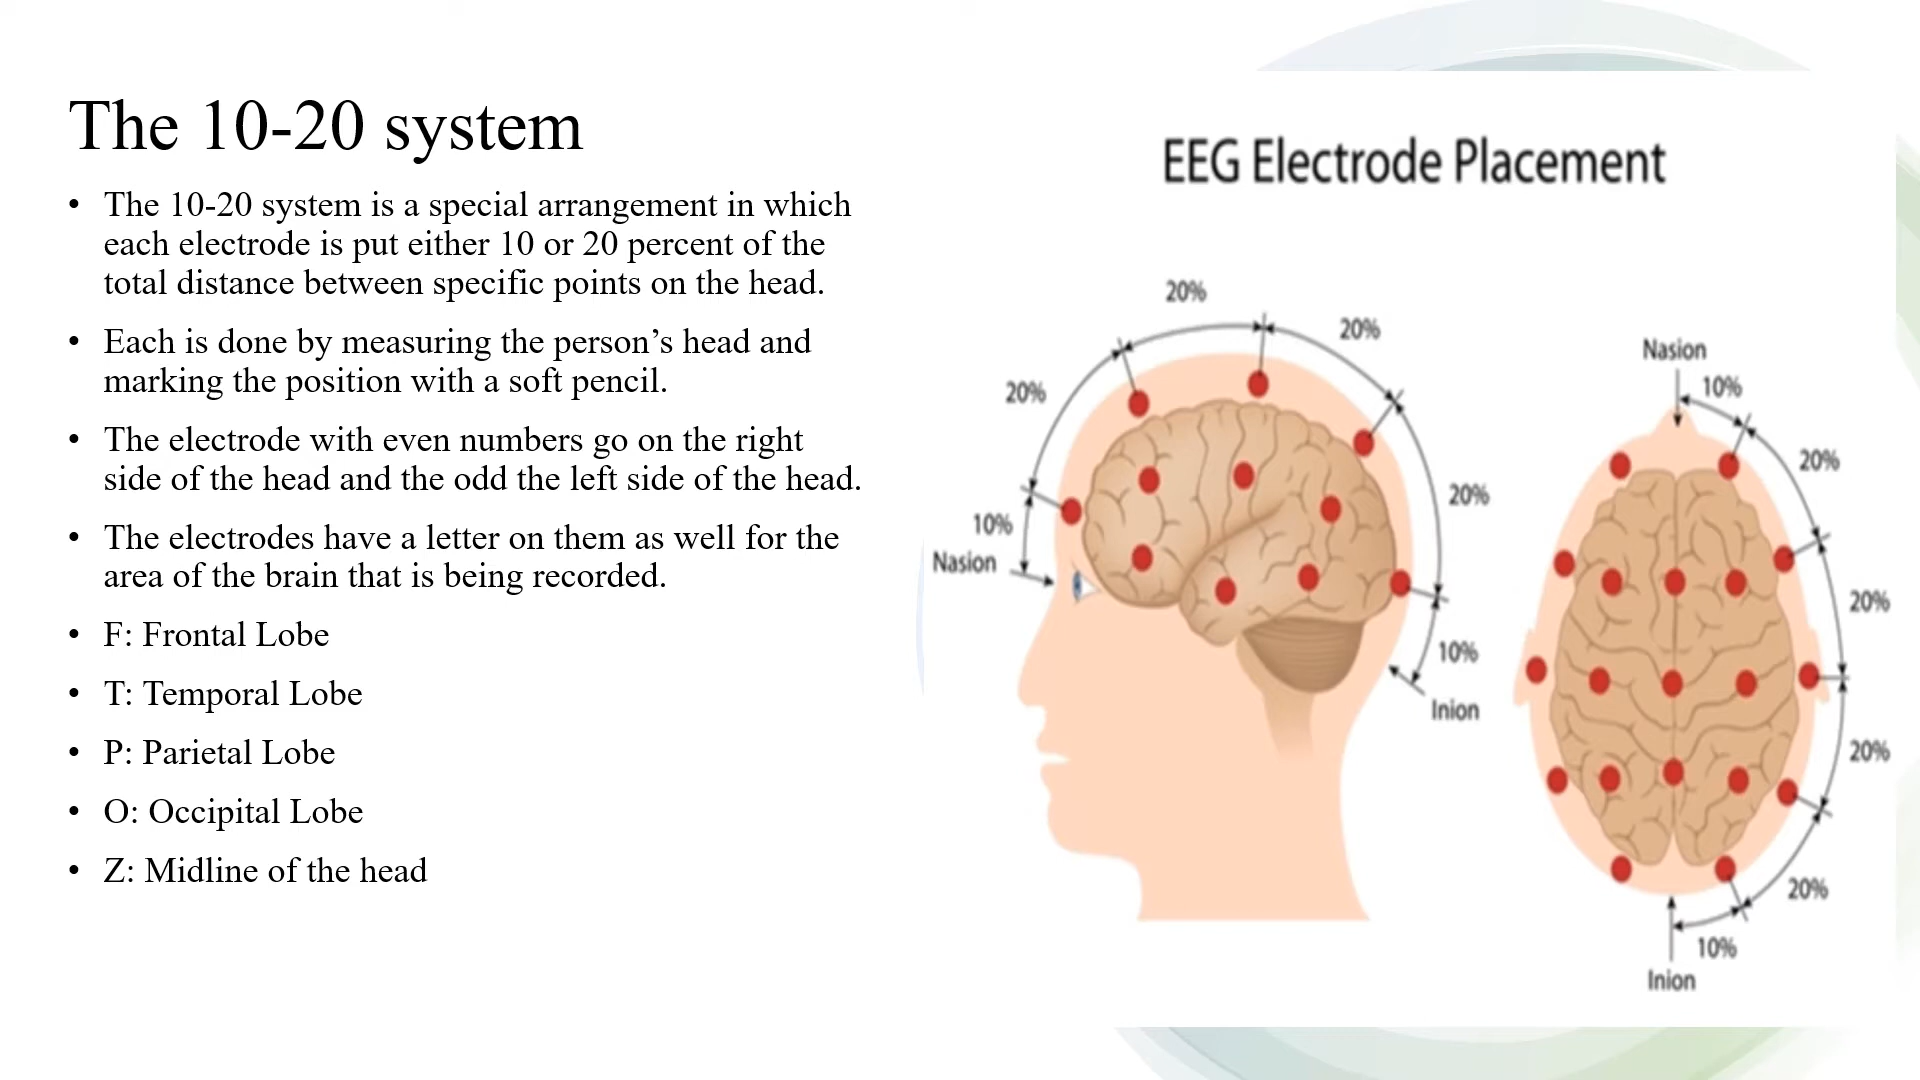 The 10-20 system
• The 10-20 system is a special arrangement in which
each electrode is put either 10 or 20 percent of the
total distance between specific points on the head.
• Each is done by measuring the person’s head and
marking the position with a soft pencil.
• The electrode with even numbers go on the right
side of the head and the odd the left side of the head.
• The electrodes have a letter on them as well for the
area of the brain that is being recorded.
• F: Frontal Lobe
• T: Temporal Lobe
• P: Parietal Lobe
• O: Occipital Lobe
• Z: Midline of the head
EEG Electrode Placement
20%
20%
20%
20%
10%
Nasion
10%
Inion
Nasion
10%
20%
20%
20%
20%
10%
Inion